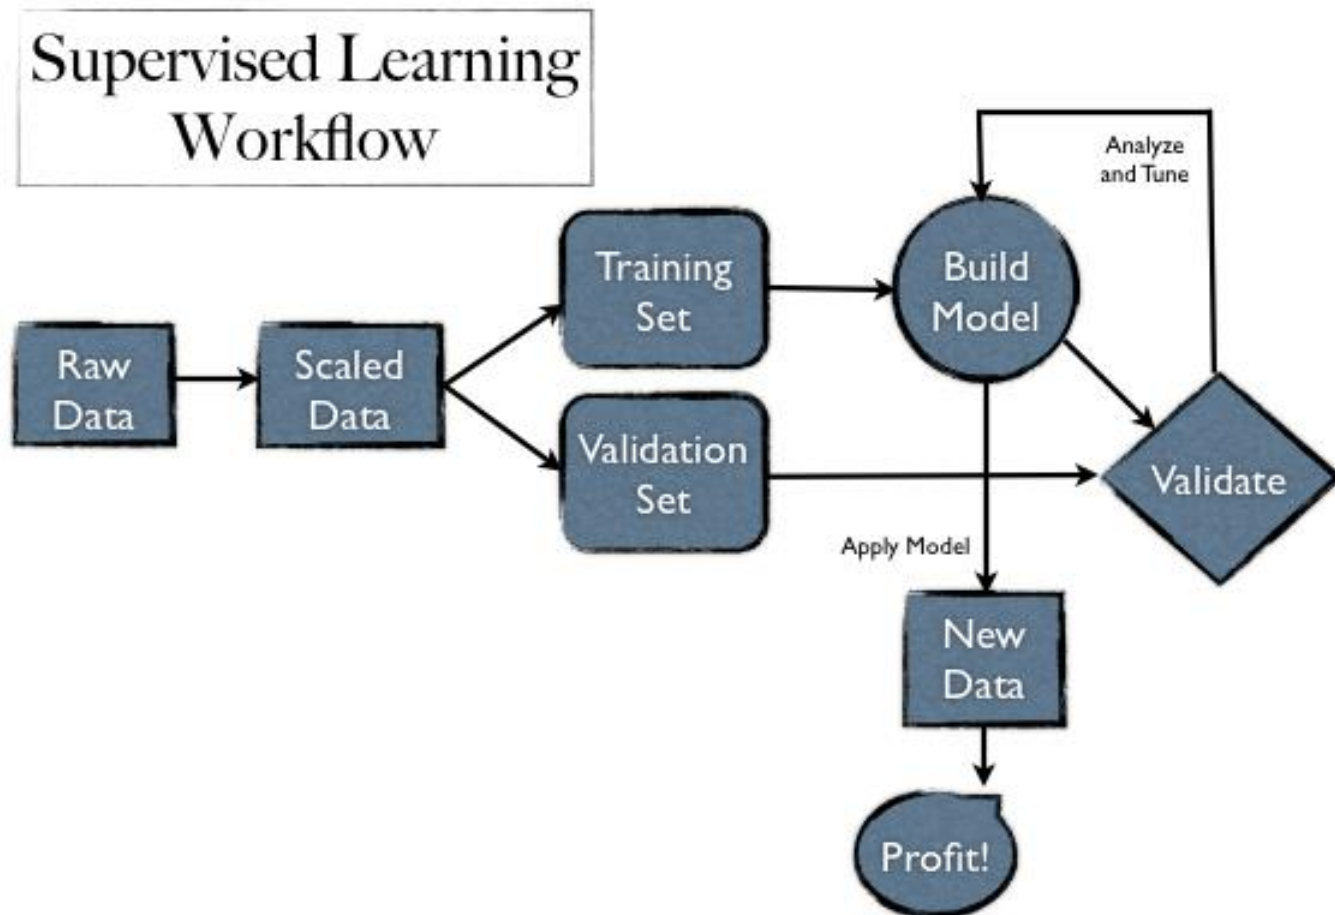 Supervised Learning
Workflow
Analyze
and Tune
Training
Set
Build
Model
Raw
Data
Scaled
Data
Validation
Set
Validate
Apply Model
New
Data
Profit!